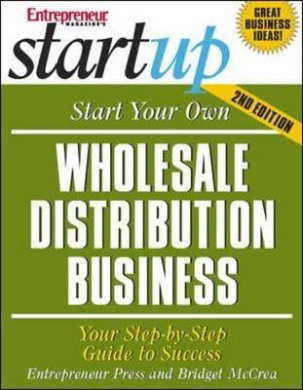 Entrepreneur
MAGAZINE'S
startup
GREAT
BUSINESS
IDEAS!
2ND EDITION
Start Your Own
WHOLESALE
DISTRIBUTION
BUSINESS
Your Step-by-Step
Guide to Success
Entrepreneur Press and Bridget McCrea